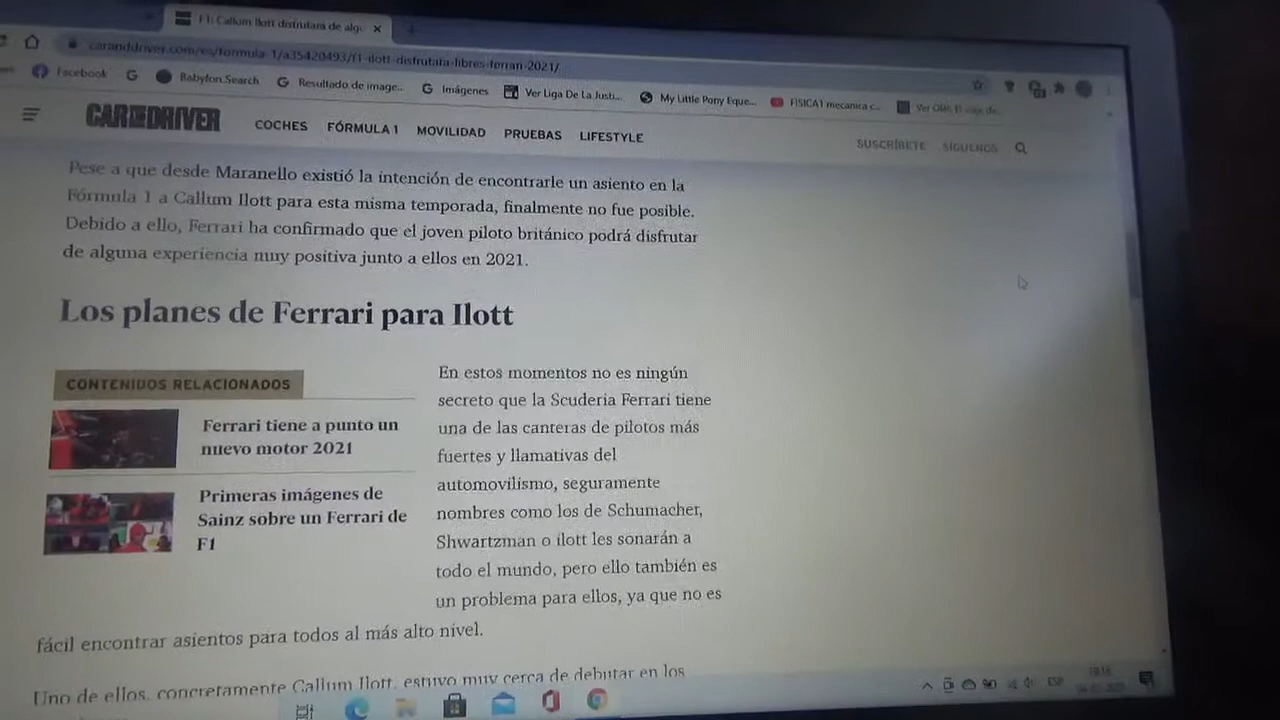 F1: Callum Ilott disfrutará de algu
caranddriver.com/es/formula-1/a35420493/f1-ilott-disfrutara-libres-ferrari-2021/
Facebook
Babyfon.Search
Resultado de image...
Imágenes
Ver Liga De La Justi...
My Little Pony Eque...
FISICA1 mecanica c...
CAR AND DRIVER
COCHES FÓRMULA 1 MOVILIDAD PRUEBAS LIFESTYLE
SUSCRÍBETE SÍGUENOS
Pese a que desde Maranello existió la intención de encontrarle un asiento en la
Fórmula 1 a Callum Ilott para esta misma temporada, finalmente no fue posible.
Debido a ello, Ferrari ha confirmado que el joven piloto británico podrá disfrutar
de alguna experiencia muy positiva junto a ellos en 2021.
Los planes de Ferrari para Ilott
CONTENIDOS RELACIONADOS
Ferrari tiene a punto un
nuevo motor 2021
Primeras imágenes de
Sainz sobre un Ferrari de
F1
En estos momentos no es ningún
secreto que la Scuderia Ferrari tiene
una de las canteras de pilotos más
fuertes y llamativas del
automovilismo, seguramente
nombres como los de Schumacher,
Shwartzman o ilott les sonarán a
todo el mundo, pero ello también es
un problema para ellos, ya que no es
fácil encontrar asientos para todos al más alto nivel.
Uno de ellos, concretamente Callum Ilott, estuvo muy cerca de debutar en los
ESP